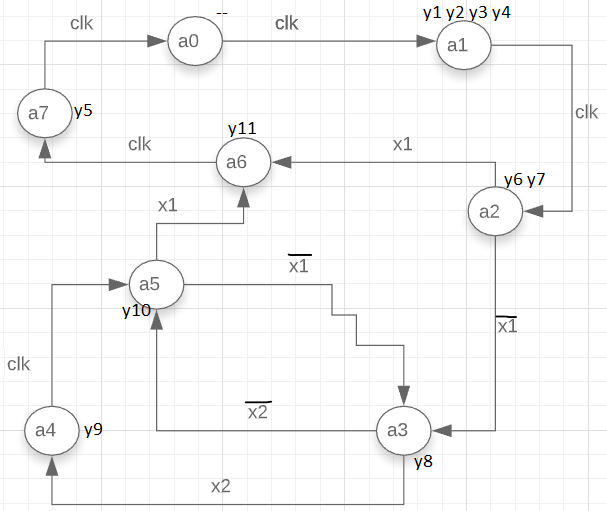 y1 y2 y3 y4
clk
--
clk
a0
a1
a7
y5
clk
y11
clk
x1
a6
y6 y7
x1
a2
x1
a5
y10
x1
clk
x2
a4
y9
a3
y8
x2